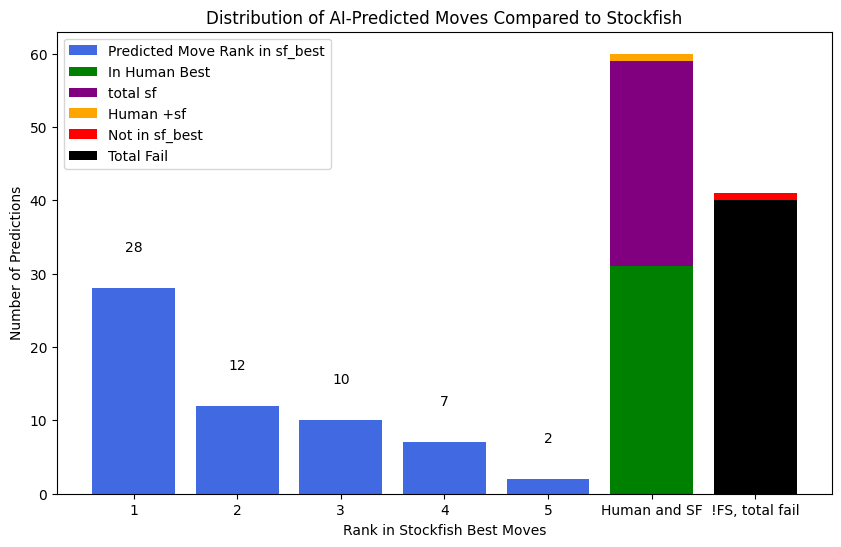 Distribution of AI-Predicted Moves Compared to Stockfish
Predicted Move Rank in sf_best
In Human Best
total sf
Human +sf
Not in sf_best
Total Fail
Number of Predictions
60
50
40
30
20
10
0
28
12
10
7
2
1
2
3
4
5
Human and SF
!FS, total fail
Rank in Stockfish Best Moves